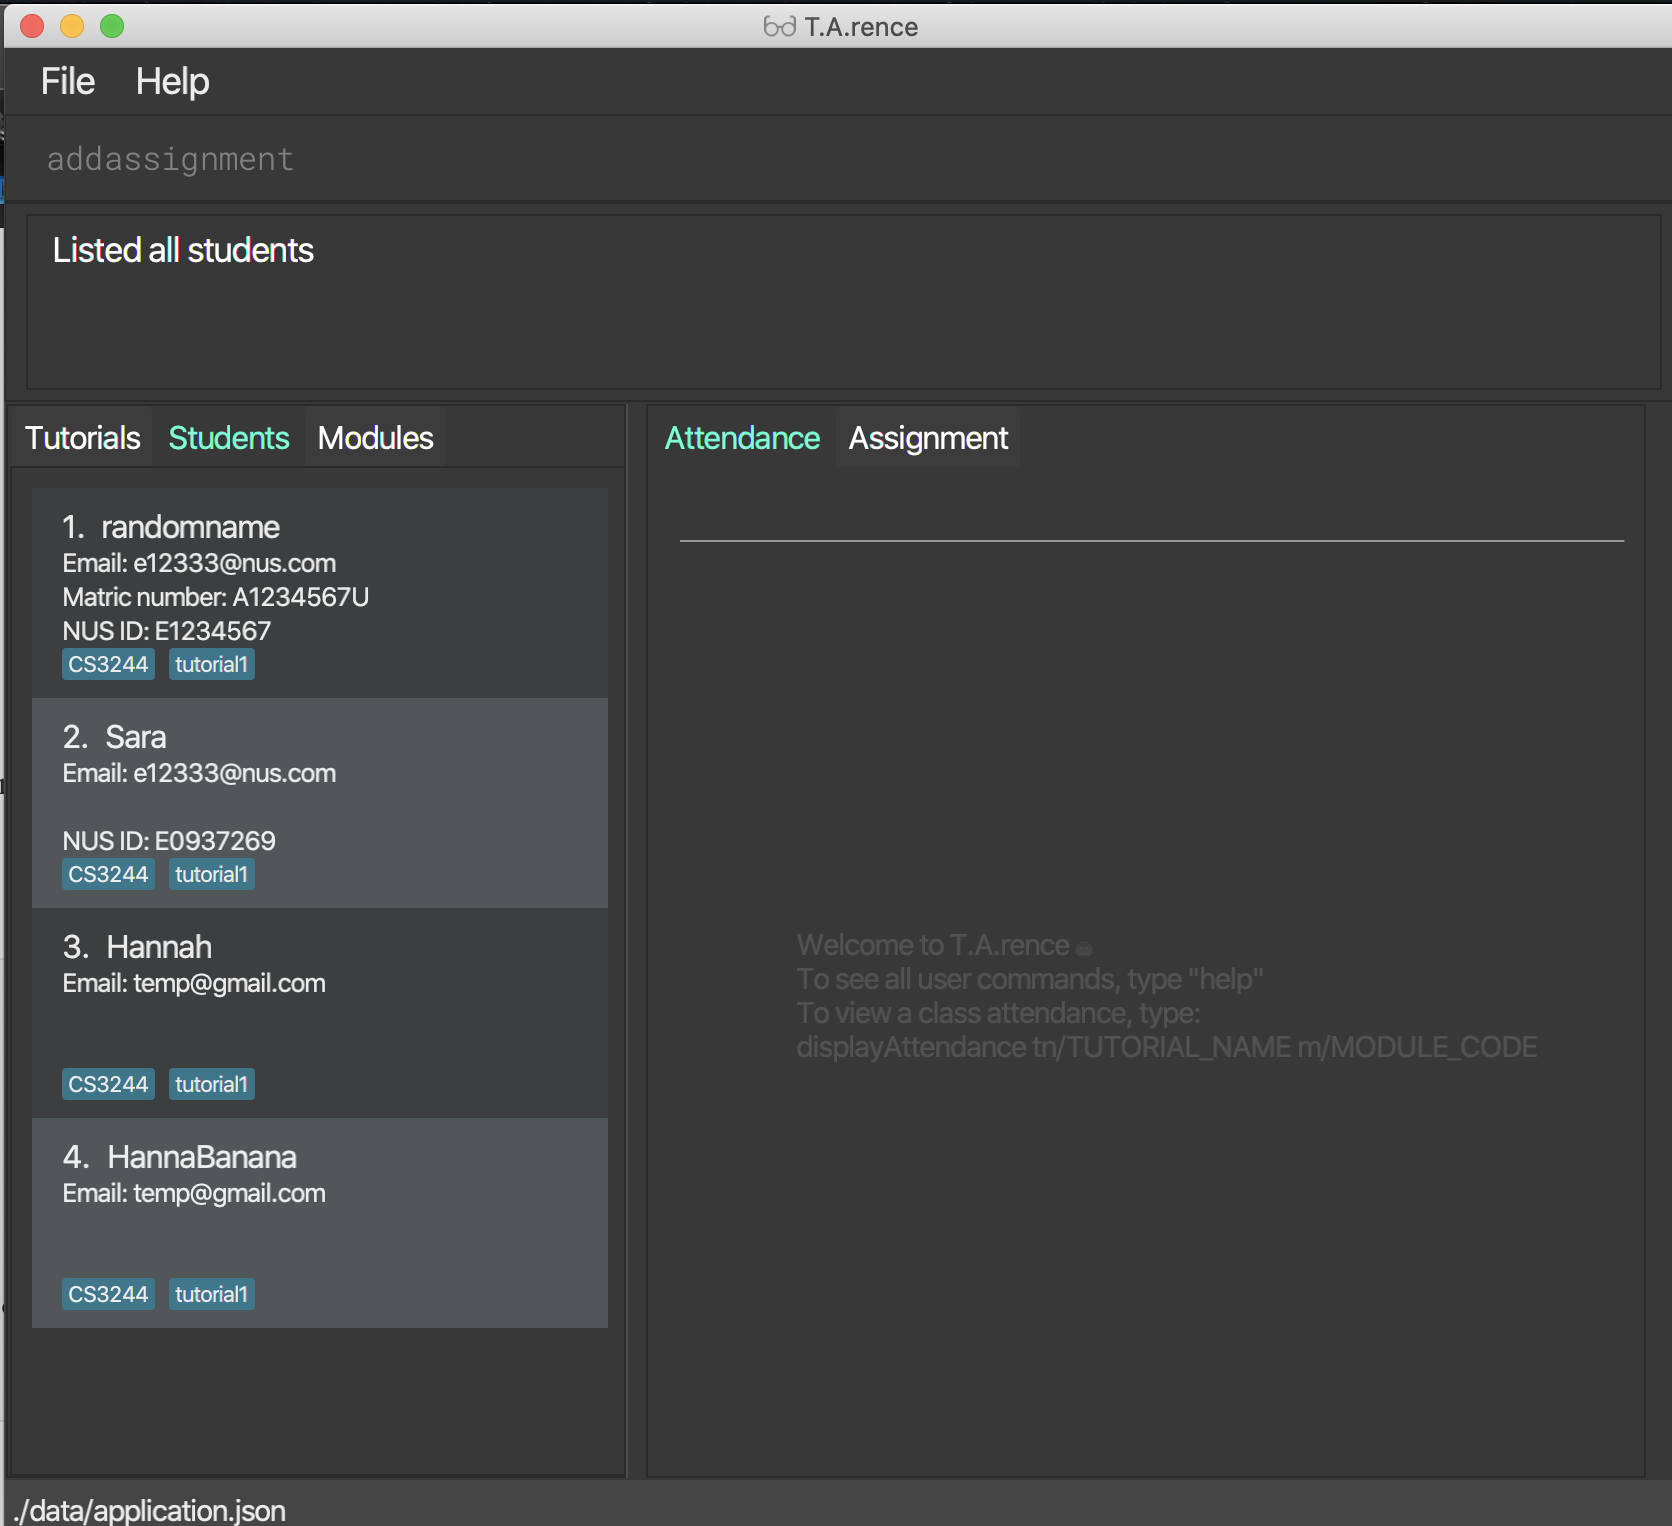 T.A.rence
File Help
addassignment
Listed all students
Tutorials Students Modules
1. randomname
Email: e12333@nus.com
Matric number: A1234567U
NUS ID: E1234567
CS3244 tutorial1
2. Sara
Email: e12333@nus.com
NUS ID: E0937269
CS3244 tutorial1
3. Hannah
Email: temp@gmail.com
CS3244 tutorial1
4. HannaBanana
Email: temp@gmail.com
CS3244 tutorial1
Attendance Assignment
Welcome to T.A.rence
To see all user commands, type "help"
To view a class attendance, type:
displayAttendance tn/TUTORIAL_NAME m/MODULE_CODE
./data/application.json